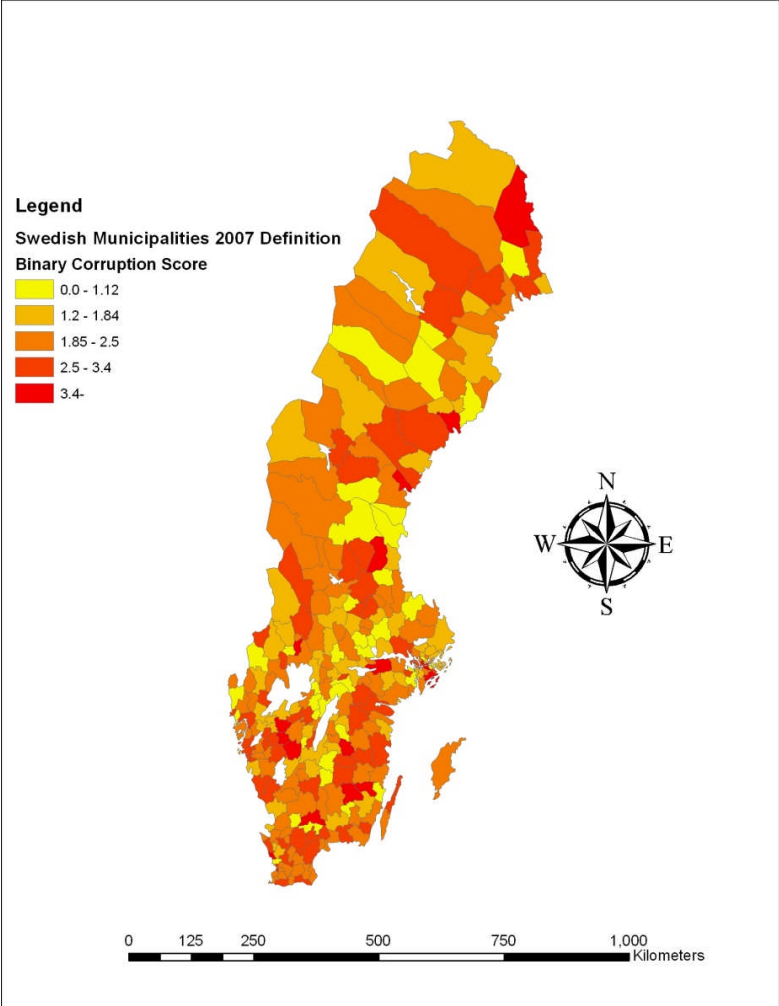 Legend
Swedish Municipalities 2007 Definition
Binary Corruption Score
0.0 - 1.12
1.2 - 1.84
1.85 - 2.5
2.5 - 3.4
3.4-
N
W E
S
0 125 250 500 750 1,000
Kilometers